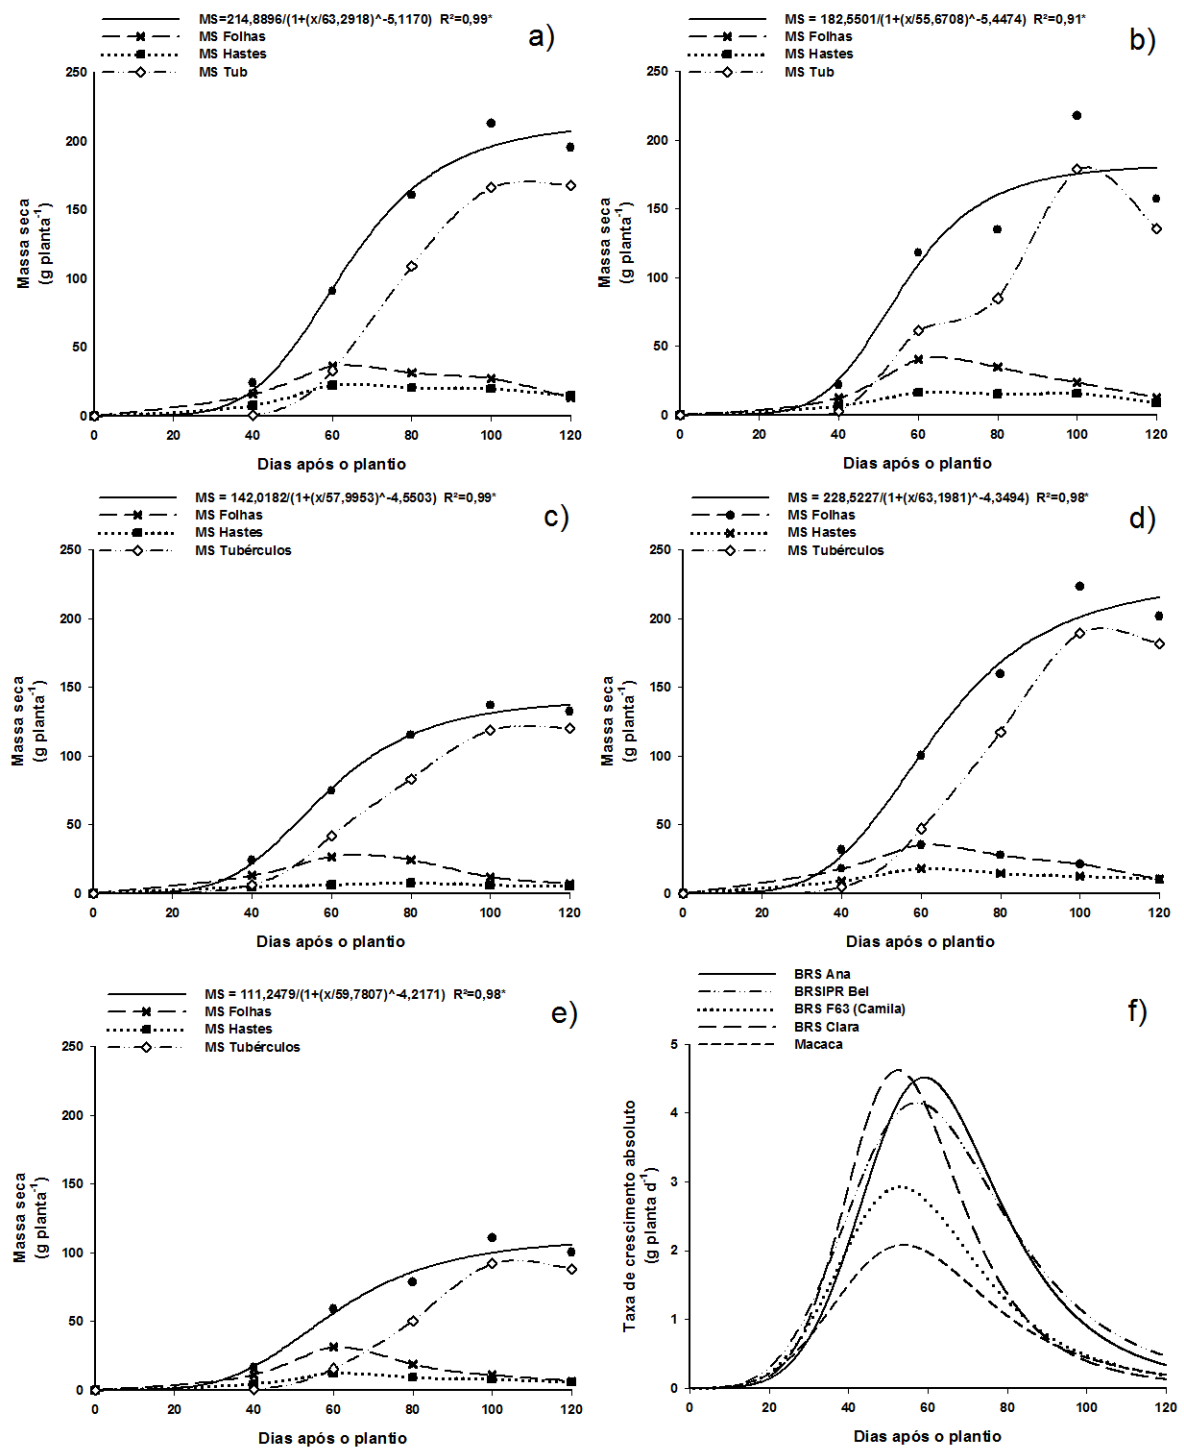 MS=214,8896/(1+(x/63,2918)^-5,1170) R²=0,99*
MS Folhas
MS Hastes
MS Tub
a)
250
200
150
100
50
0
Massa seca
(g planta⁻¹)
0 20 40 60 80 100 120
Dias após o plantio
MS = 182,5501/(1+(x/55,6708)^-5,4474) R²=0,91*
MS Folhas
MS Hastes
MS Tub
b)
250
200
150
100
50
0
Massa seca
(g planta⁻¹)
0 20 40 60 80 100 120
Dias após o plantio
MS = 142,0182/(1+(x/57,9953)^-4,5503) R²=0,99*
MS Folhas
MS Hastes
MS Tubérculos
c)
250
200
150
100
50
0
Massa seca
(g planta⁻¹)
0 20 40 60 80 100 120
Dias após o plantio
MS = 228,5227/(1+(x/63,1981)^-4,3494) R²=0,98*
MS Folhas
MS Hastes
MS Tubérculos
d)
250
200
150
100
50
0
Massa seca
(g planta⁻¹)
0 20 40 60 80 100 120
Dias após o plantio
MS = 111,2479/(1+(x/59,7807)^-4,2171) R²=0,98*
MS Folhas
MS Hastes
MS Tubérculos
e)
250
200
150
100
50
0
Massa seca
(g planta⁻¹)
0 20 40 60 80 100 120
Dias após o plantio
BRS Ana
BRSIPR Bel
BRS F63 (Camila)
BRS Clara
Macaca
f)
5
4
3
2
1
0
Taxa de crescimento absoluto
(g planta d⁻¹)
0 20 40 60 80 100 120
Dias após o plantio